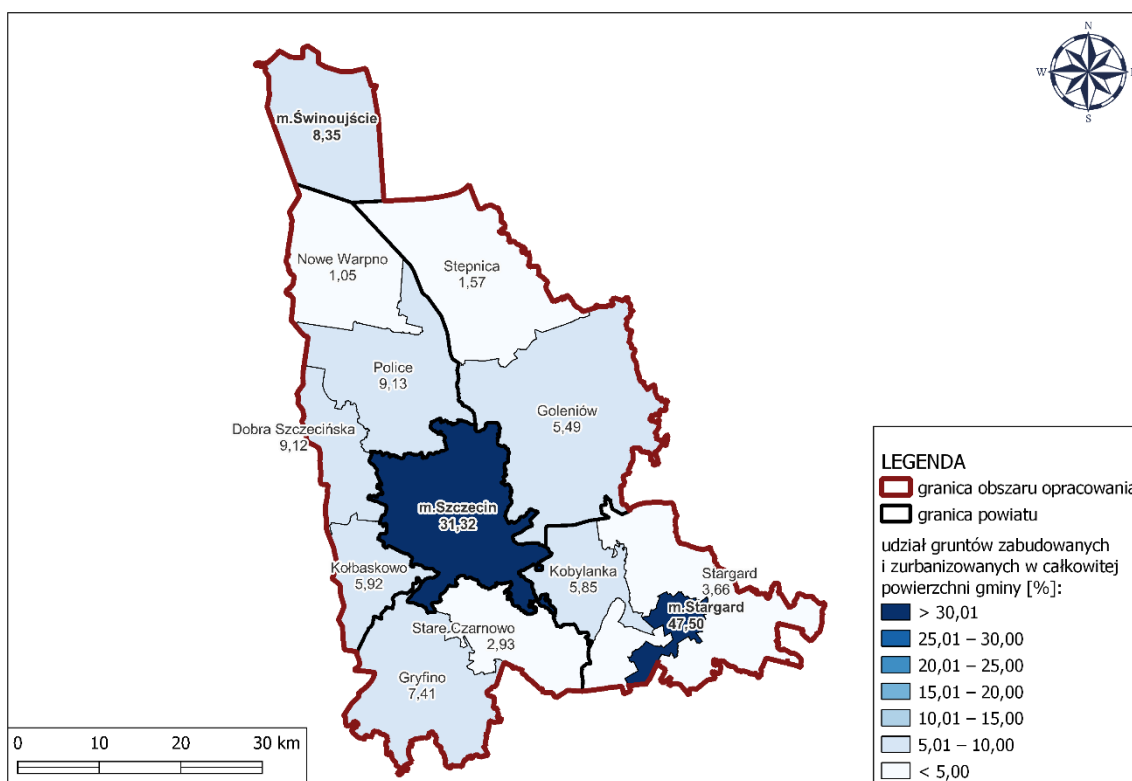 N
W
E
S
m.Świnoujście
8,35
Nowe Warpno
1,05
Stepnica
1,57
Police
9,13
Goleniów
5,49
Dobra Szczecińska
9,12
m.Szczecin
31,32
Kołbaskowo
5,92
Kobylanka
5,85
Stargard
3,66
m.Stargard
47,50
Stare Czarnowo
2,93
Gryfino
7,41
0 10 20 30 km
LEGENDA
granica obszaru opracowania
granica powiatu
udział gruntów zabudowanych
i zurbanizowanych w całkowitej
powierzchni gminy [%]:
> 30,01
25,01 – 30,00
20,01 – 25,00
15,01 – 20,00
10,01 – 15,00
5,01 – 10,00
< 5,00